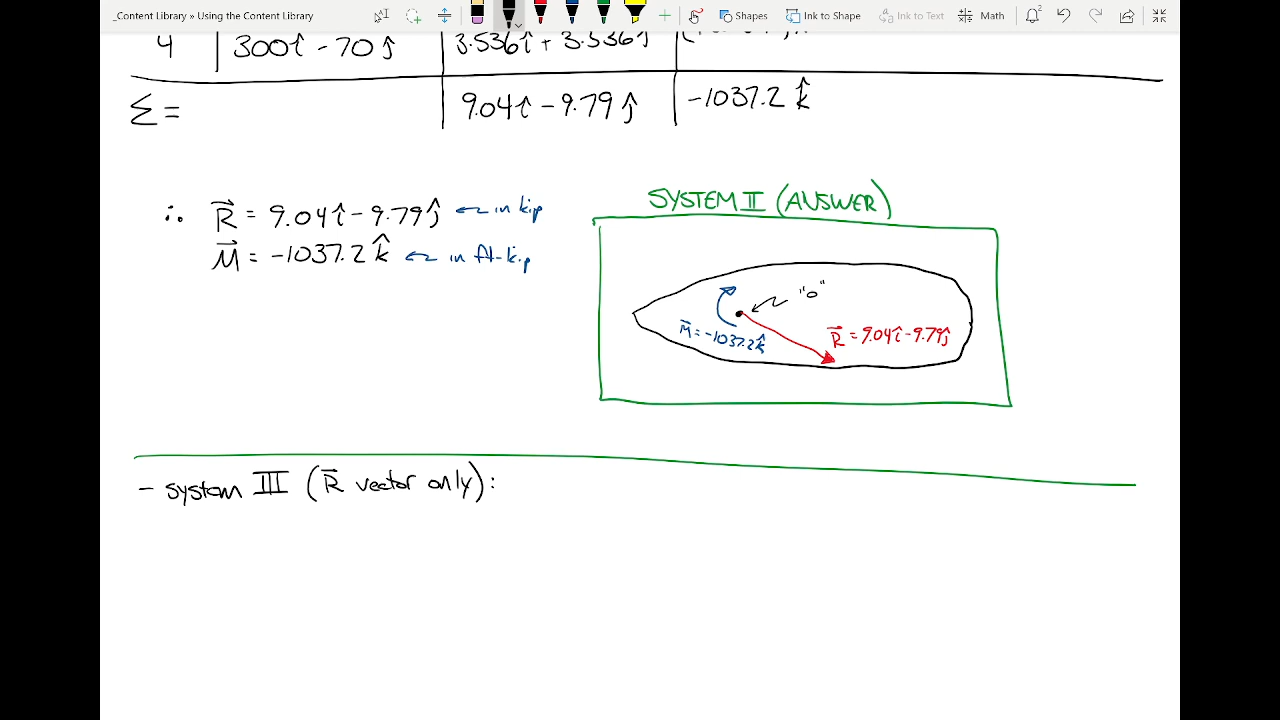 _Content Library » Using the Content Library
Shapes
Ink to Shape
Ink to Text
Math
2
4 300î - 70ĵ 3.536î + 3.536ĵ
Σ = 9.04î - 9.79ĵ -1037.2 k̂
∴ R⃗ = 9.04î - 9.79ĵ ← in kip
M⃗ = -1037.2 k̂ ← in ft-kip
SYSTEM II (ANSWER)
"o"
M⃗ = -1037.2k̂
R⃗ = 9.04î - 9.79ĵ
- system III (R⃗ vector only):